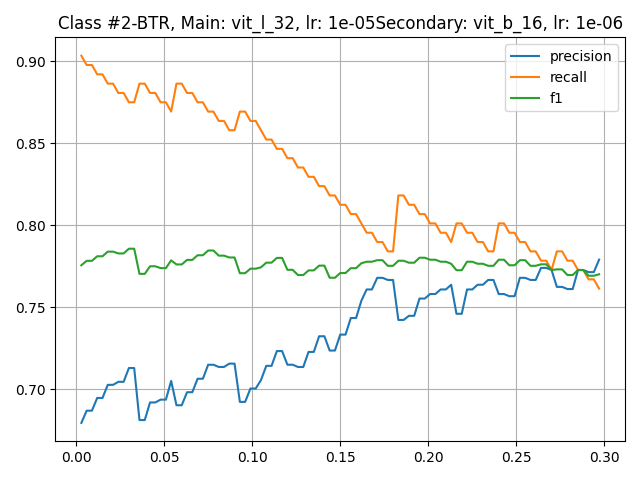 Class #2-BTR, Main: vit_l_32, lr: 1e-05Secondary: vit_b_16, lr: 1e-06
precision
recall
f1
0.90
0.85
0.80
0.75
0.70
0.00 0.05 0.10 0.15 0.20 0.25 0.30